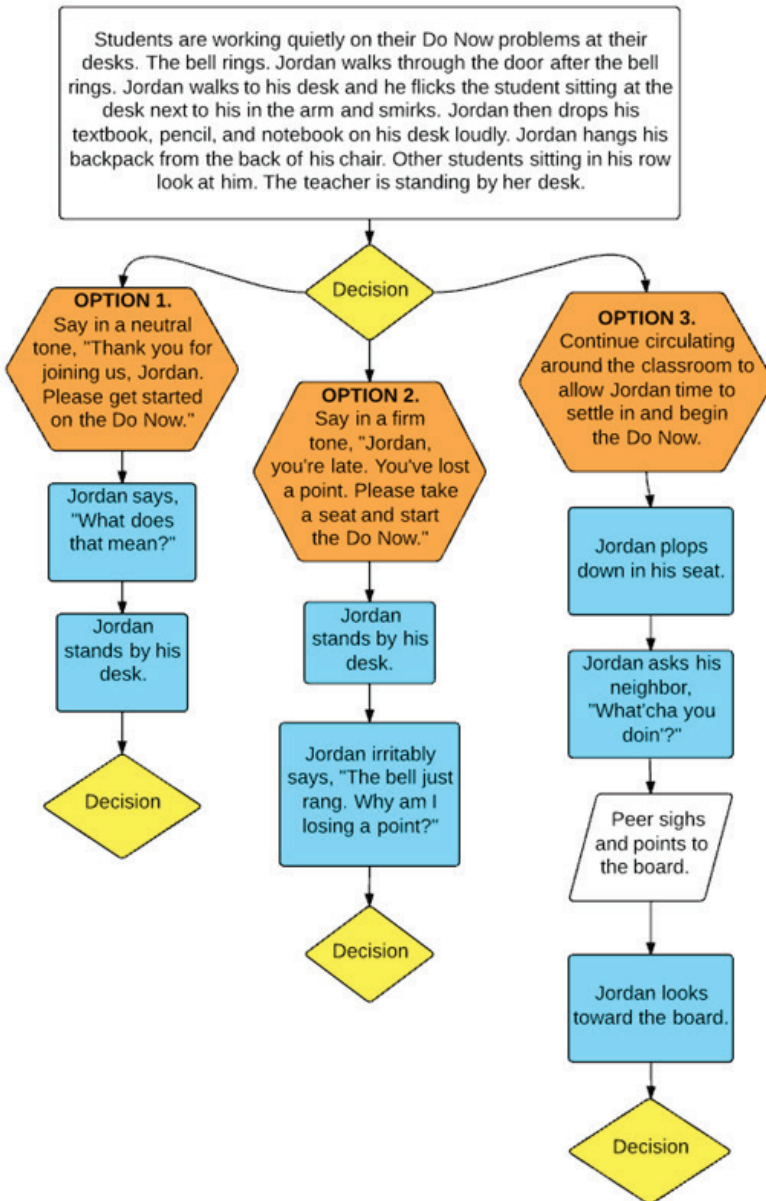 Students are working quietly on their Do Now problems at their
desks. The bell rings. Jordan walks through the door after the bell
rings. Jordan walks to his desk and he flicks the student sitting at the
desk next to his in the arm and smirks. Jordan then drops his
textbook, pencil, and notebook on his desk loudly. Jordan hangs his
backpack from the back of his chair. Other students sitting in his row
look at him. The teacher is standing by her desk.
Decision
OPTION 1.
Say in a neutral
tone, "Thank you for
joining us, Jordan.
Please get started
on the Do Now."
Jordan says,
"What does
that mean?"
Jordan
stands by his
desk.
Decision
OPTION 2.
Say in a firm
tone, "Jordan,
you're late. You've lost
a point. Please take
a seat and start
the Do Now."
Jordan
stands by his
desk.
Jordan irritably
says, "The bell just
rang. Why am I
losing a point?"
Decision
OPTION 3.
Continue circulating
around the classroom to
allow Jordan time to
settle in and begin
the Do Now.
Jordan plops
down in his seat.
Jordan asks his
neighbor,
"What'cha you
doin'?"
Peer sighs
and points to
the board.
Jordan looks
toward the board.
Decision